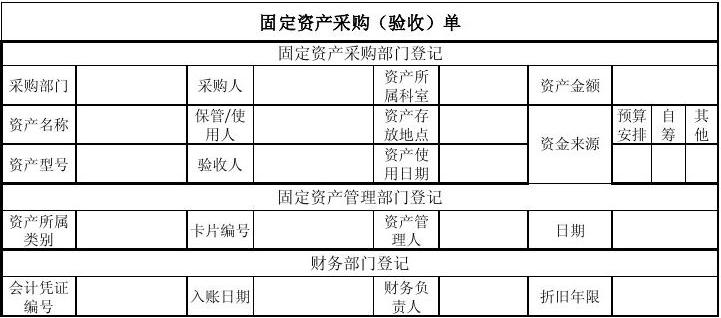 固定资产采购（验收）单
固定资产采购部门登记
采购部门 采购人 资产所属科室 资产金额
资产名称 保管/使用人 资产存放地点 资金来源 预算安排 自筹 其他
资产型号 验收人 资产使用日期
固定资产管理部门登记
资产所属类别 卡片编号 资产管理人 日期
财务部门登记
会计凭证编号 入账日期 财务负责人 折旧年限